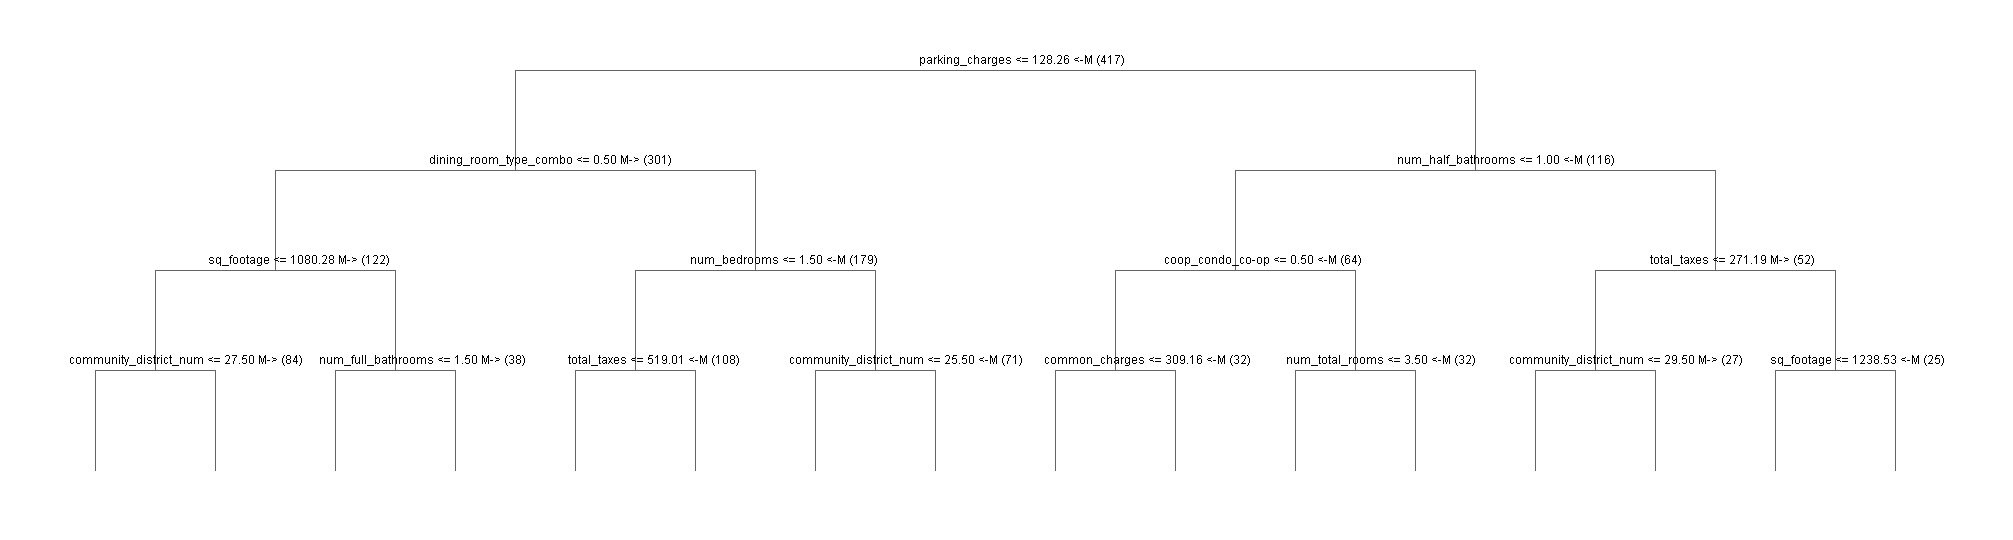 parking_charges <= 128.26 <-M (417)
dining_room_type_combo <= 0.50 M-> (301)
num_half_bathrooms <= 1.00 <-M (116)
sq_footage <= 1080.28 M-> (122)
num_bedrooms <= 1.50 <-M (179)
coop_condo_co-op <= 0.50 <-M (64)
total_taxes <= 271.19 M-> (52)
community_district_num <= 27.50 M-> (84)
num_full_bathrooms <= 1.50 M-> (38)
total_taxes <= 519.01 <-M (108)
community_district_num <= 25.50 <-M (71)
common_charges <= 309.16 <-M (32)
num_total_rooms <= 3.50 <-M (32)
community_district_num <= 29.50 M-> (27)
sq_footage <= 1238.53 <-M (25)